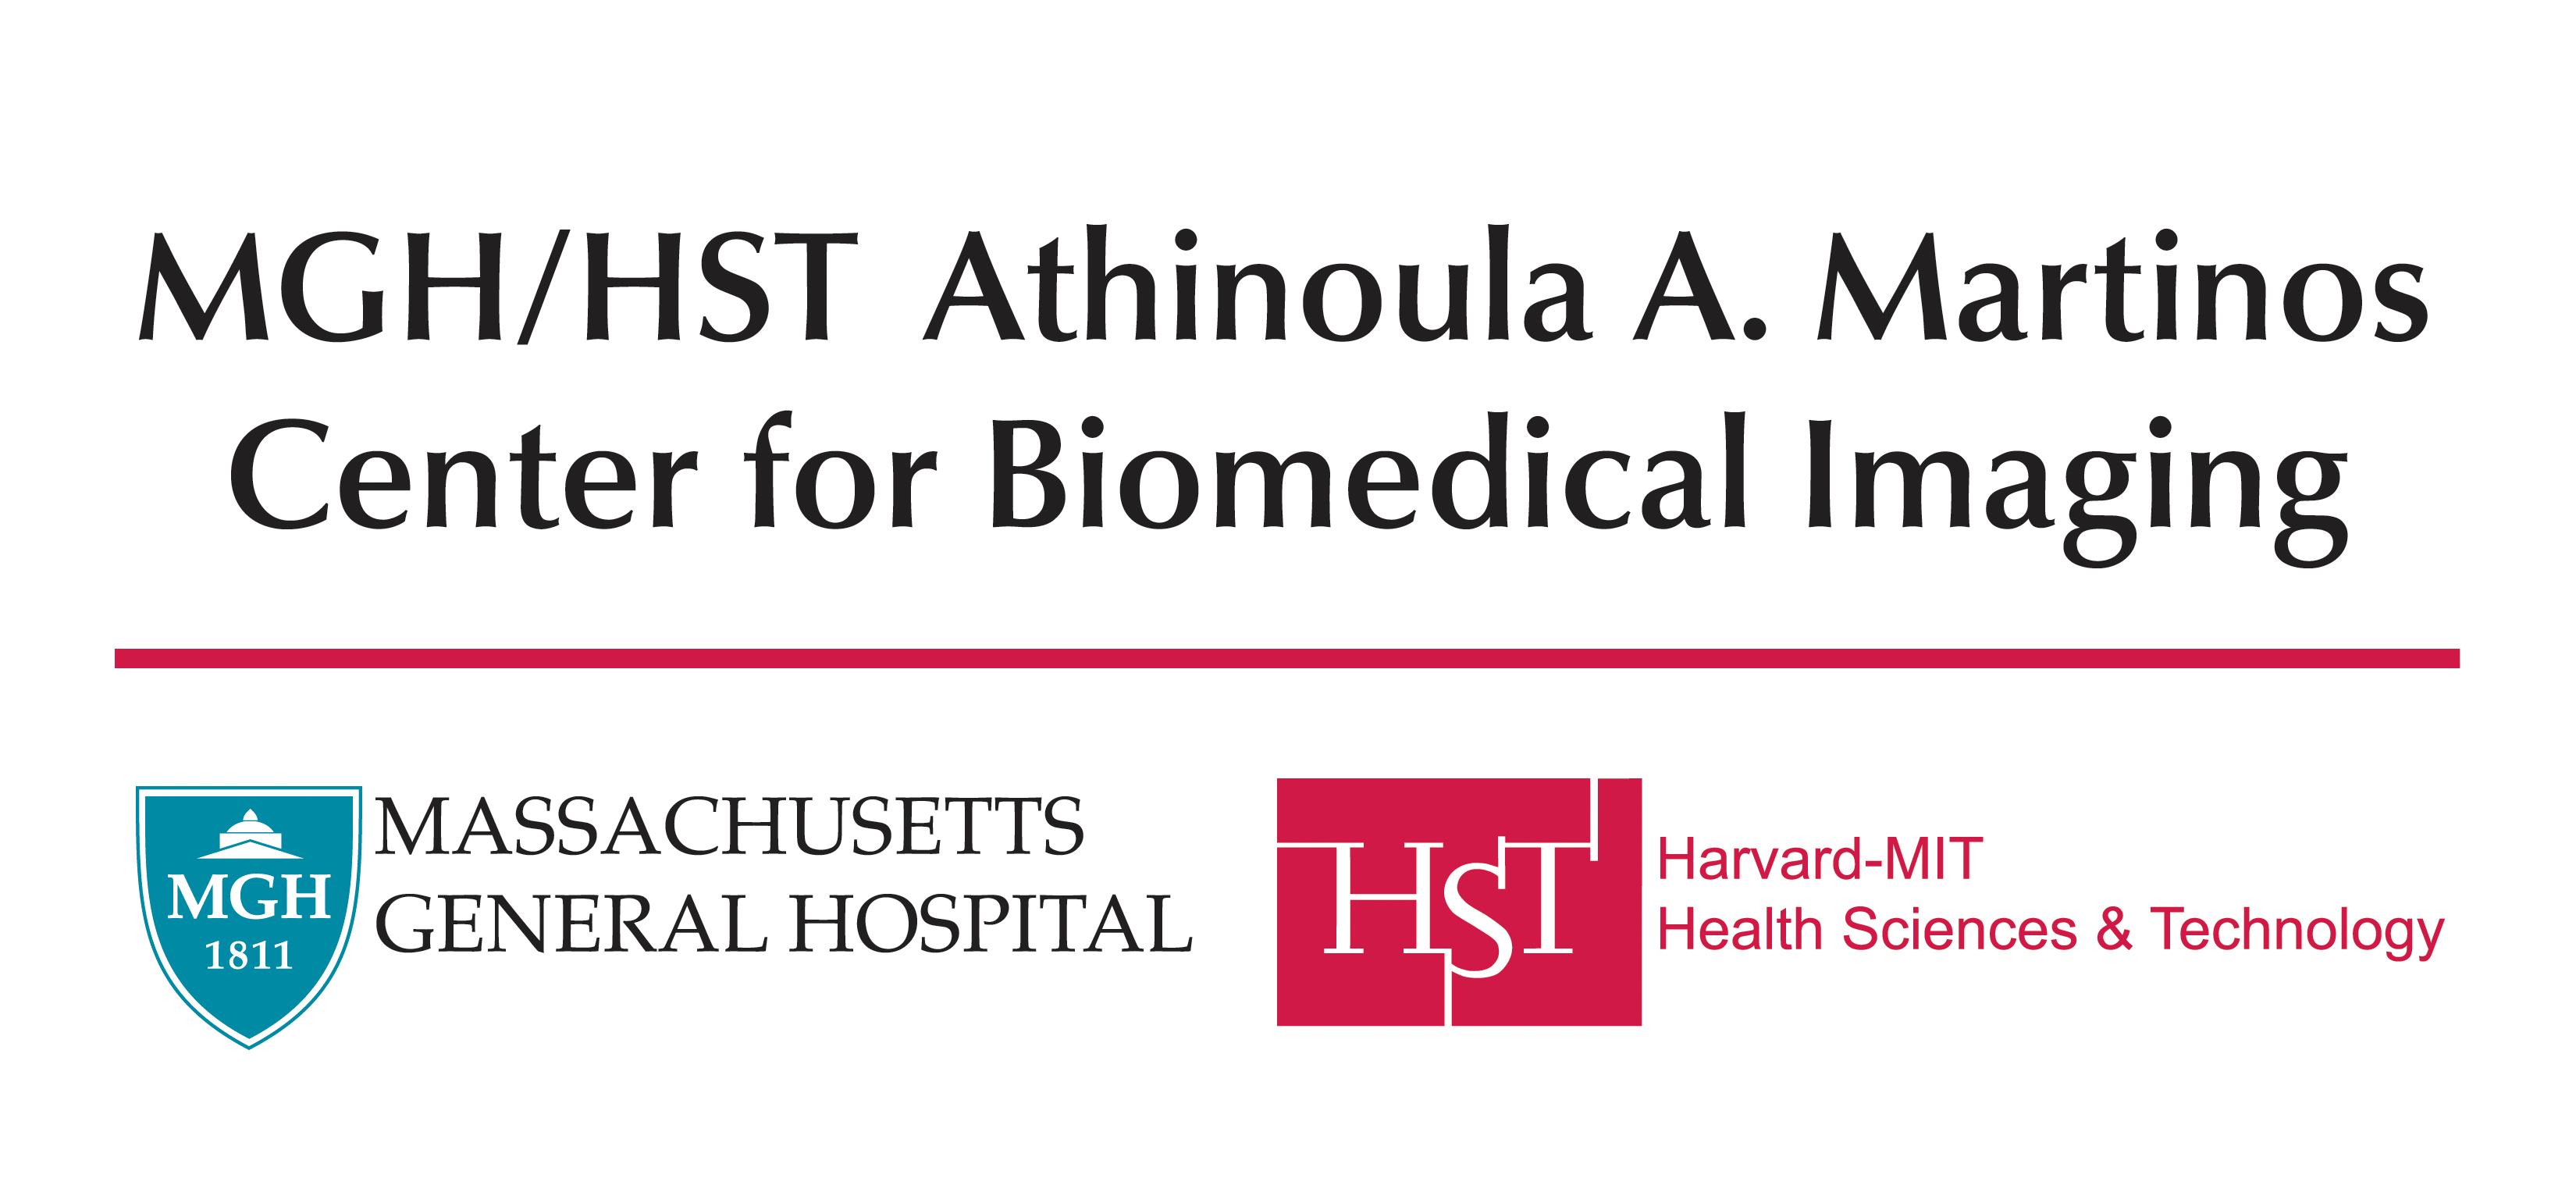 MGH/HST Athinoula A. Martinos
Center for Biomedical Imaging
MGH
1811
MASSACHUSETTS
GENERAL HOSPITAL
HST
Harvard-MIT
Health Sciences & Technology